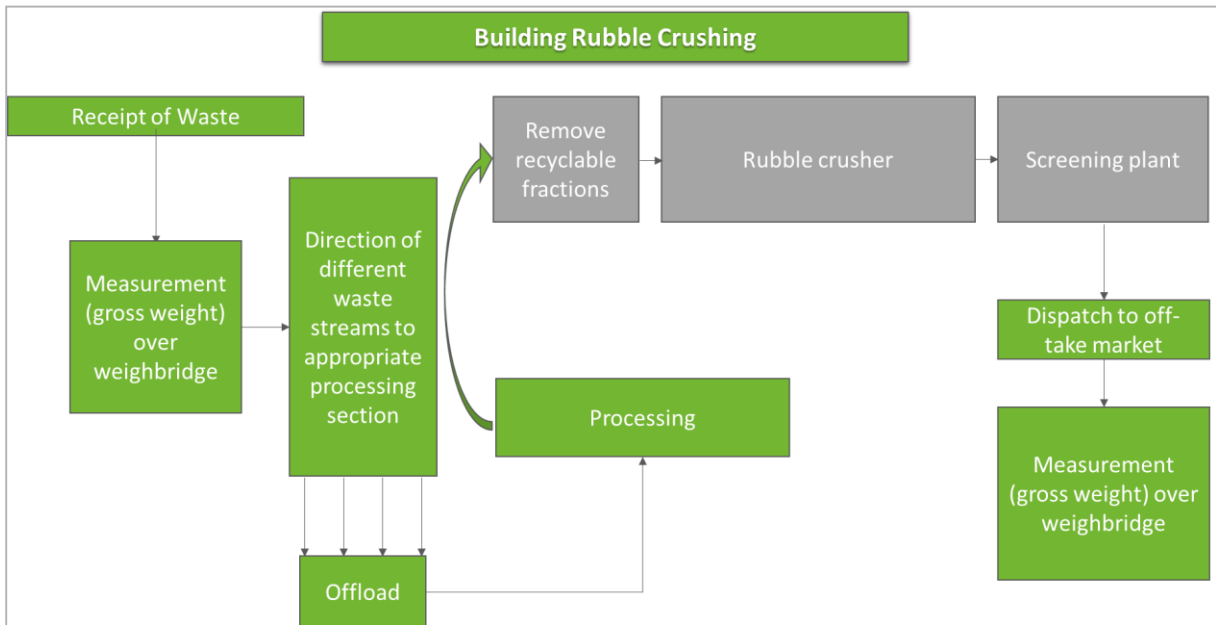 Building Rubble Crushing
Receipt of Waste
Measurement
(gross weight)
over
weighbridge
Direction of
different
waste
streams to
appropriate
processing
section
Offload
Processing
Remove
recyclable
fractions
Rubble crusher
Screening plant
Dispatch to off-
take market
Measurement
(gross weight) over
weighbridge